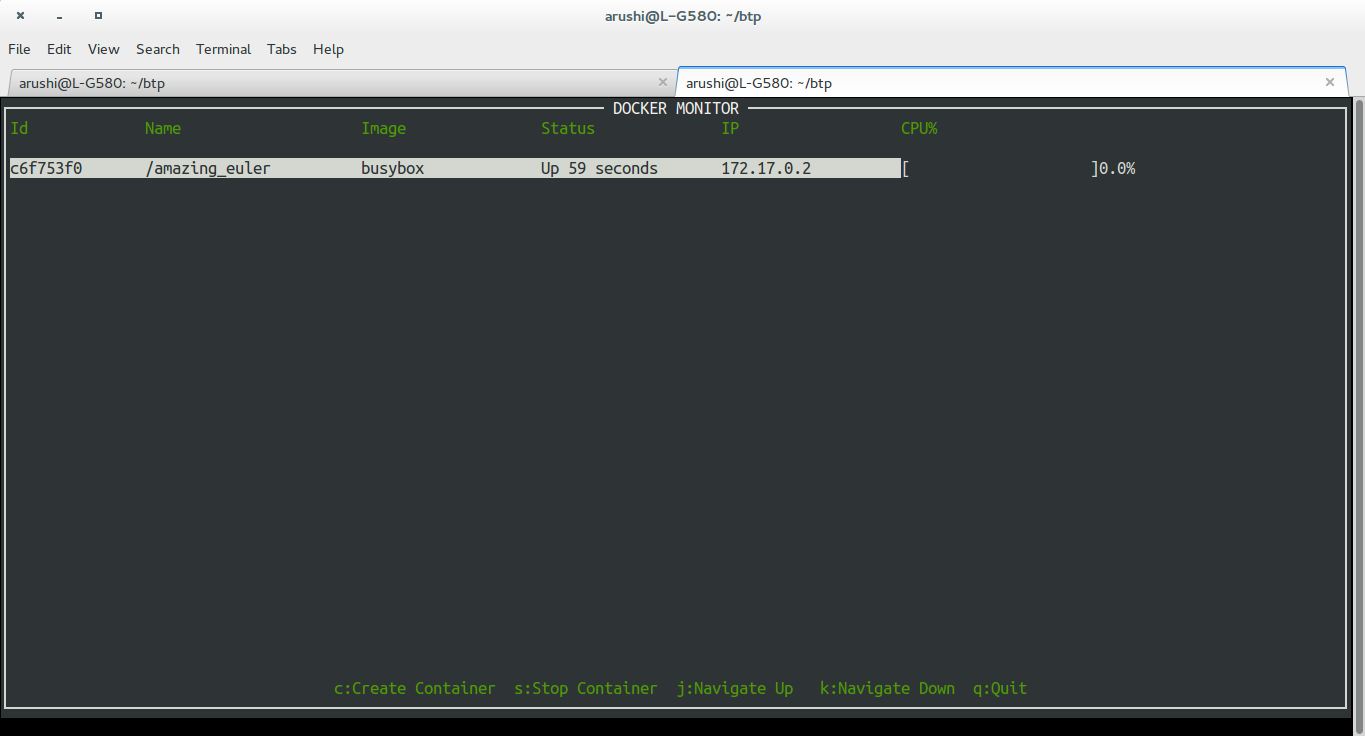 arushi@L-G580: ~/btp
File Edit View Search Terminal Tabs Help
arushi@L-G580: ~/btp × arushi@L-G580: ~/btp ×
DOCKER MONITOR
Id Name Image Status IP CPU%
c6f753f0 /amazing_euler busybox Up 59 seconds 172.17.0.2 [ ]0.0%
c:Create Container s:Stop Container j:Navigate Up k:Navigate Down q:Quit